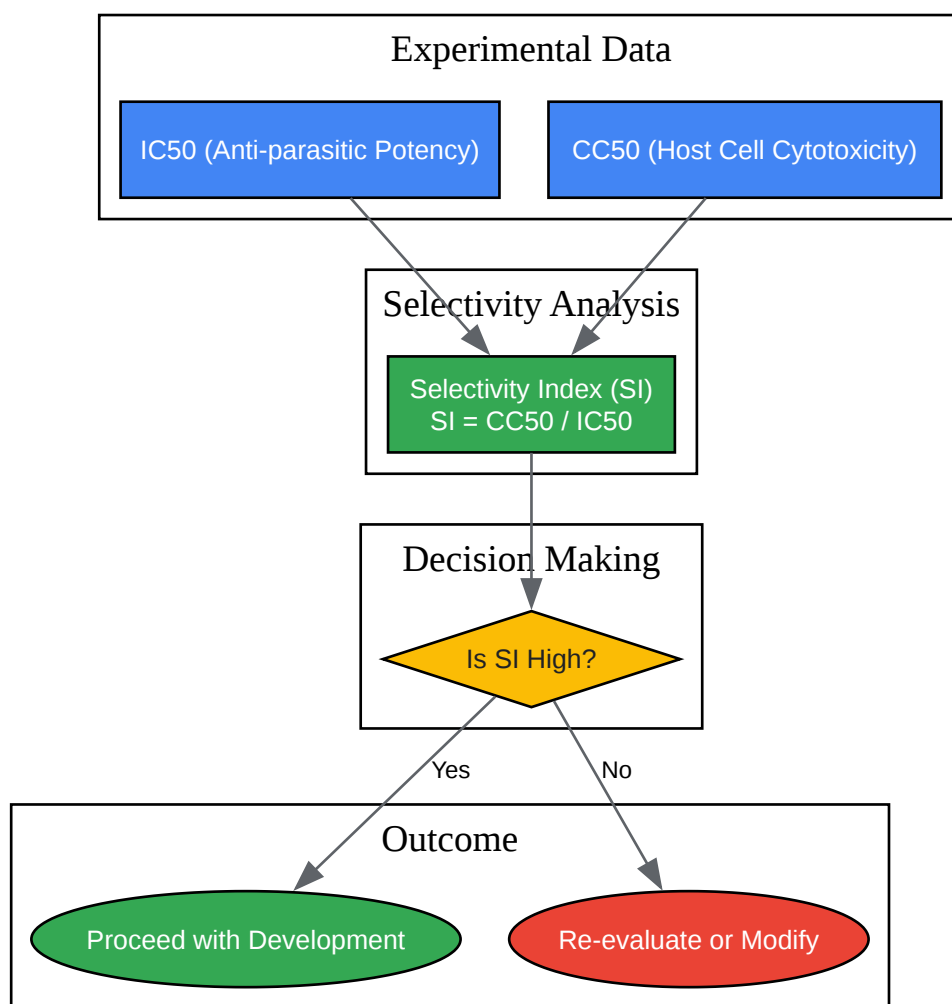 Experimental Data
IC50 (Anti-parasitic Potency)
CC50 (Host Cell Cytotoxicity)
Selectivity Analysis
Selectivity Index (SI)
SI = CC50 / IC50
Decision Making
Is SI High?
Yes
No
Outcome
Proceed with Development
Re-evaluate or Modify